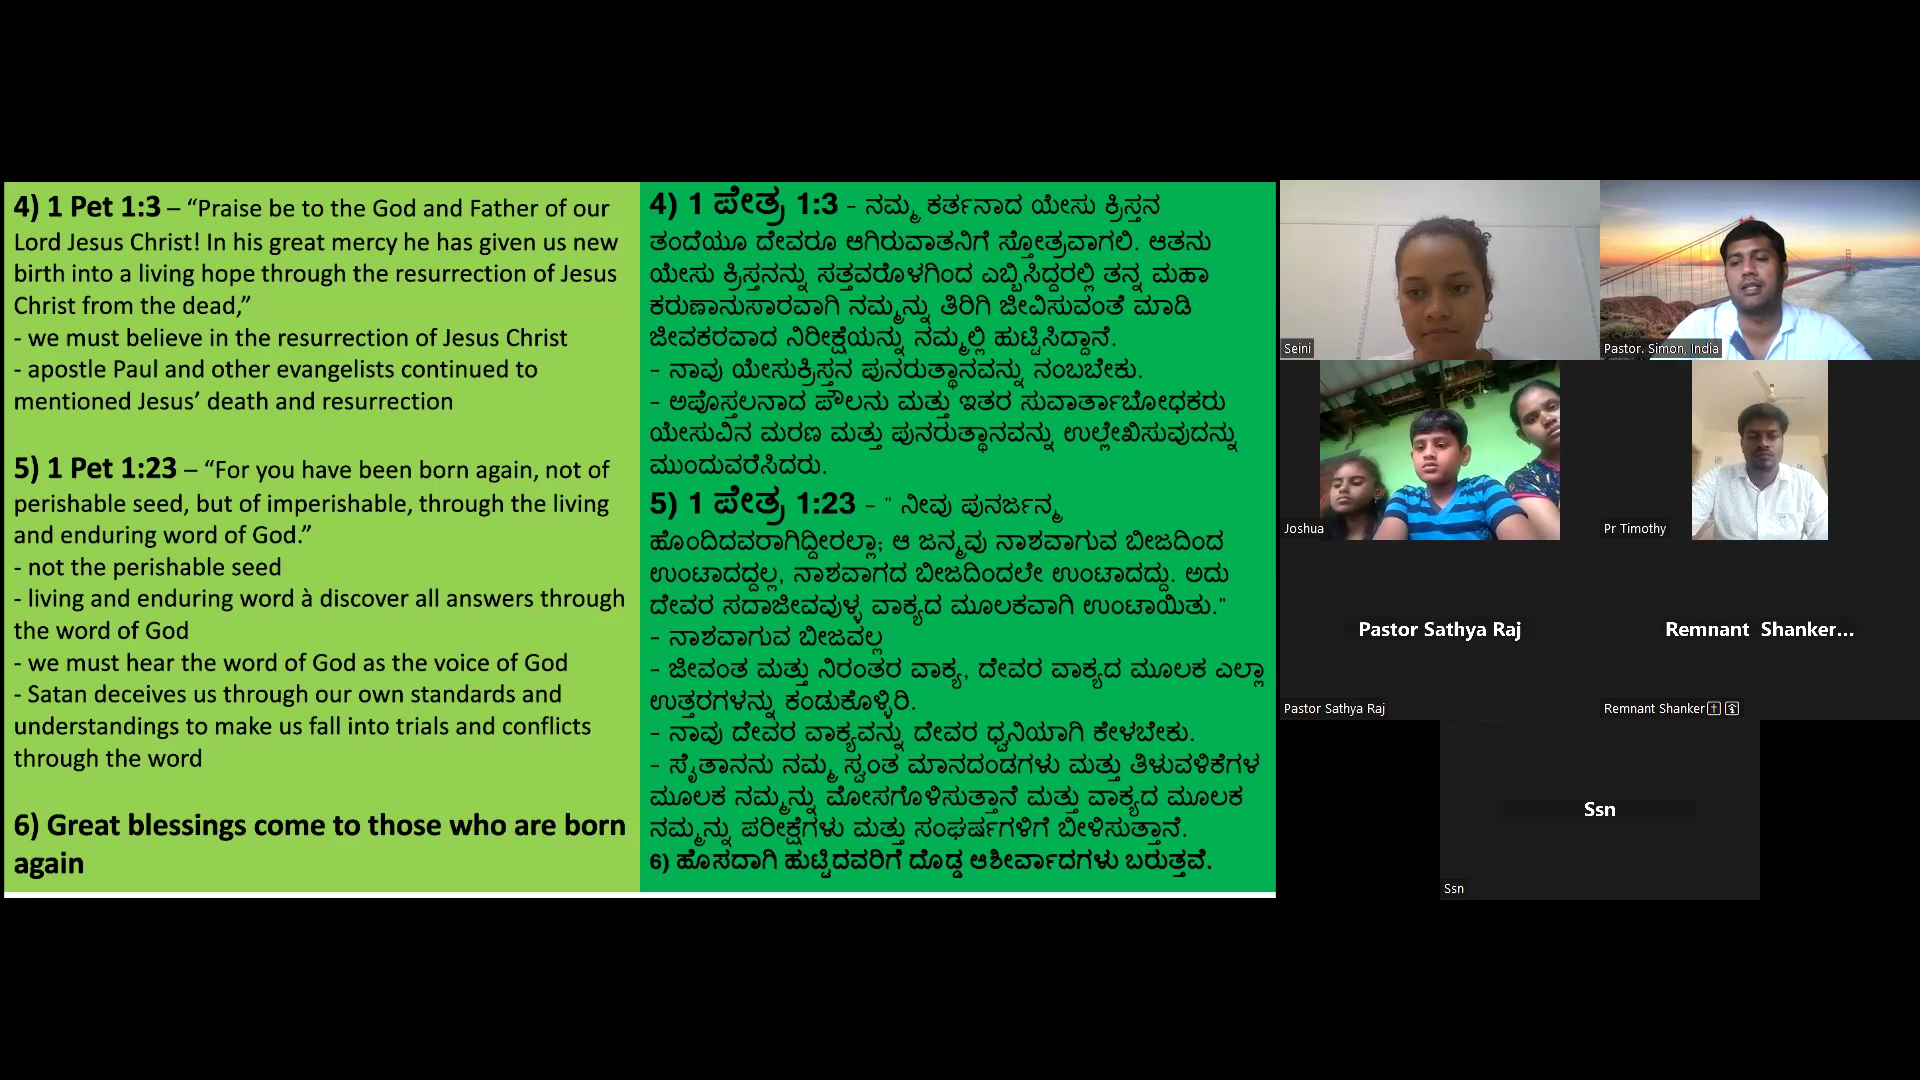 4) 1 Pet 1:3 – “Praise be to the God and Father of our
Lord Jesus Christ! In his great mercy he has given us new
birth into a living hope through the resurrection of Jesus
Christ from the dead,”
- we must believe in the resurrection of Jesus Christ
- apostle Paul and other evangelists continued to
mentioned Jesus’ death and resurrection
5) 1 Pet 1:23 – “For you have been born again, not of
perishable seed, but of imperishable, through the living
and enduring word of God.”
- not the perishable seed
- living and enduring word à discover all answers through
the word of God
- we must hear the word of God as the voice of God
- Satan deceives us through our own standards and
understandings to make us fall into trials and conflicts
through the word
6) Great blessings come to those who are born
again
4) 1 ಪೇತ್ರ 1:3 - ನಮ್ಮ ಕರ್ತನಾದ ಯೇಸು ಕ್ರಿಸ್ತನ
ತಂದೆಯೂ ದೇವರೂ ಆಗಿರುವಾತನಿಗೆ ಸ್ತೋತ್ರವಾಗಲಿ. ಆತನು
ಯೇಸು ಕ್ರಿಸ್ತನನ್ನು ಸತ್ತವರೊಳಗಿಂದ ಎಬ್ಬಿಸಿದ್ದರಲ್ಲಿ ತನ್ನ ಮಹಾ
ಕರುಣಾನುಸಾರವಾಗಿ ನಮ್ಮನ್ನು ತಿರಿಗಿ ಜೀವಿಸುವಂತೆ ಮಾಡಿ
ಜೀವಕರವಾದ ನಿರೀಕ್ಷೆಯನ್ನು ನಮ್ಮಲ್ಲಿ ಹುಟ್ಟಿಸಿದ್ದಾನೆ.
- ನಾವು ಯೇಸುಕ್ರಿಸ್ತನ ಪುನರುತ್ಥಾನವನ್ನು ನಂಬಬೇಕು.
- ಅಪೊಸ್ತಲನಾದ ಪೌಲನು ಮತ್ತು ಇತರ ಸುವಾರ್ತಾಬೋಧಕರು
ಯೇಸುವಿನ ಮರಣ ಮತ್ತು ಪುನರುತ್ಥಾನವನ್ನು ಉಲ್ಲೇಖಿಸುವುದನ್ನು
ಮುಂದುವರೆಸಿದರು.
5) 1 ಪೇತ್ರ 1:23 - " ನೀವು ಪುನರ್ಜನ್ಮ
ಹೊಂದಿದವರಾಗಿದ್ದೀರಲ್ಲಾ; ಆ ಜನ್ಮವು ನಾಶವಾಗುವ ಬೀಜದಿಂದ
ಉಂಟಾದದ್ದಲ್ಲ, ನಾಶವಾಗದ ಬೀಜದಿಂದಲೇ ಉಂಟಾದದ್ದು. ಅದು
ದೇವರ ಸದಾಜೀವವುಳ್ಳ ವಾಕ್ಯದ ಮೂಲಕವಾಗಿ ಉಂಟಾಯಿತು."
- ನಾಶವಾಗುವ ಬೀಜವಲ್ಲ
- ಜೀವಂತ ಮತ್ತು ನಿರಂತರ ವಾಕ್ಯ, ದೇವರ ವಾಕ್ಯದ ಮೂಲಕ ಎಲ್ಲಾ
ಉತ್ತರಗಳನ್ನು ಕಂಡುಕೊಳ್ಳಿರಿ.
- ನಾವು ದೇವರ ವಾಕ್ಯವನ್ನು ದೇವರ ಧ್ವನಿಯಾಗಿ ಕೇಳಬೇಕು.
- ಸೈತಾನನು ನಮ್ಮ ಸ್ವಂತ ಮಾನದಂಡಗಳು ಮತ್ತು ತಿಳುವಳಿಕೆಗಳ
ಮೂಲಕ ನಮ್ಮನ್ನು ಮೋಸಗೊಳಿಸುತ್ತಾನೆ ಮತ್ತು ವಾಕ್ಯದ ಮೂಲಕ
ನಮ್ಮನ್ನು ಪರೀಕ್ಷೆಗಳು ಮತ್ತು ಸಂಘರ್ಷಗಳಿಗೆ ಬೀಳಿಸುತ್ತಾನೆ.
6) ಹೊಸದಾಗಿ ಹುಟ್ಟಿದವರಿಗೆ ದೊಡ್ಡ ಆಶೀರ್ವಾದಗಳು ಬರುತ್ತವೆ.
Seini
Pastor. Simon, India
Joshua
Pr Timothy
Pastor Sathya Raj
Remnant Shanker...
Pastor Sathya Raj
Remnant Shanker
Ssn
Ssn